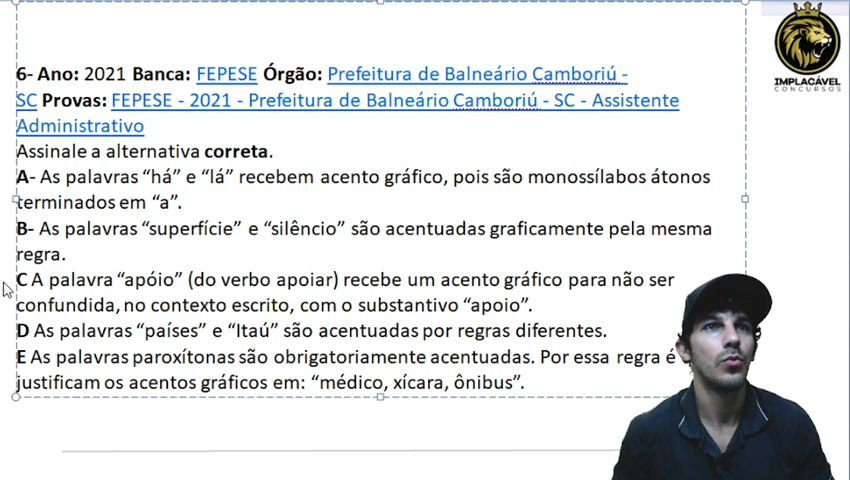 6- Ano: 2021 Banca: FEPESE Órgão: Prefeitura de Balneário Camboriú -
SC Provas: FEPESE - 2021 - Prefeitura de Balneário Camboriú - SC - Assistente
Administrativo
Assinale a alternativa correta.
A- As palavras “há” e “lá” recebem acento gráfico, pois são monossílabos átonos
terminados em “a”.
B- As palavras “superfície” e “silêncio” são acentuadas graficamente pela mesma
regra.
C A palavra “apóio” (do verbo apoiar) recebe um acento gráfico para não ser
confundida, no contexto escrito, com o substantivo “apoio”.
D As palavras “países” e “Itaú” são acentuadas por regras diferentes.
E As palavras paroxítonas são obrigatoriamente acentuadas. Por essa regra é
justificam os acentos gráficos em: “médico, xícara, ônibus”.
IMPLACÁVEL
CONCURSOS